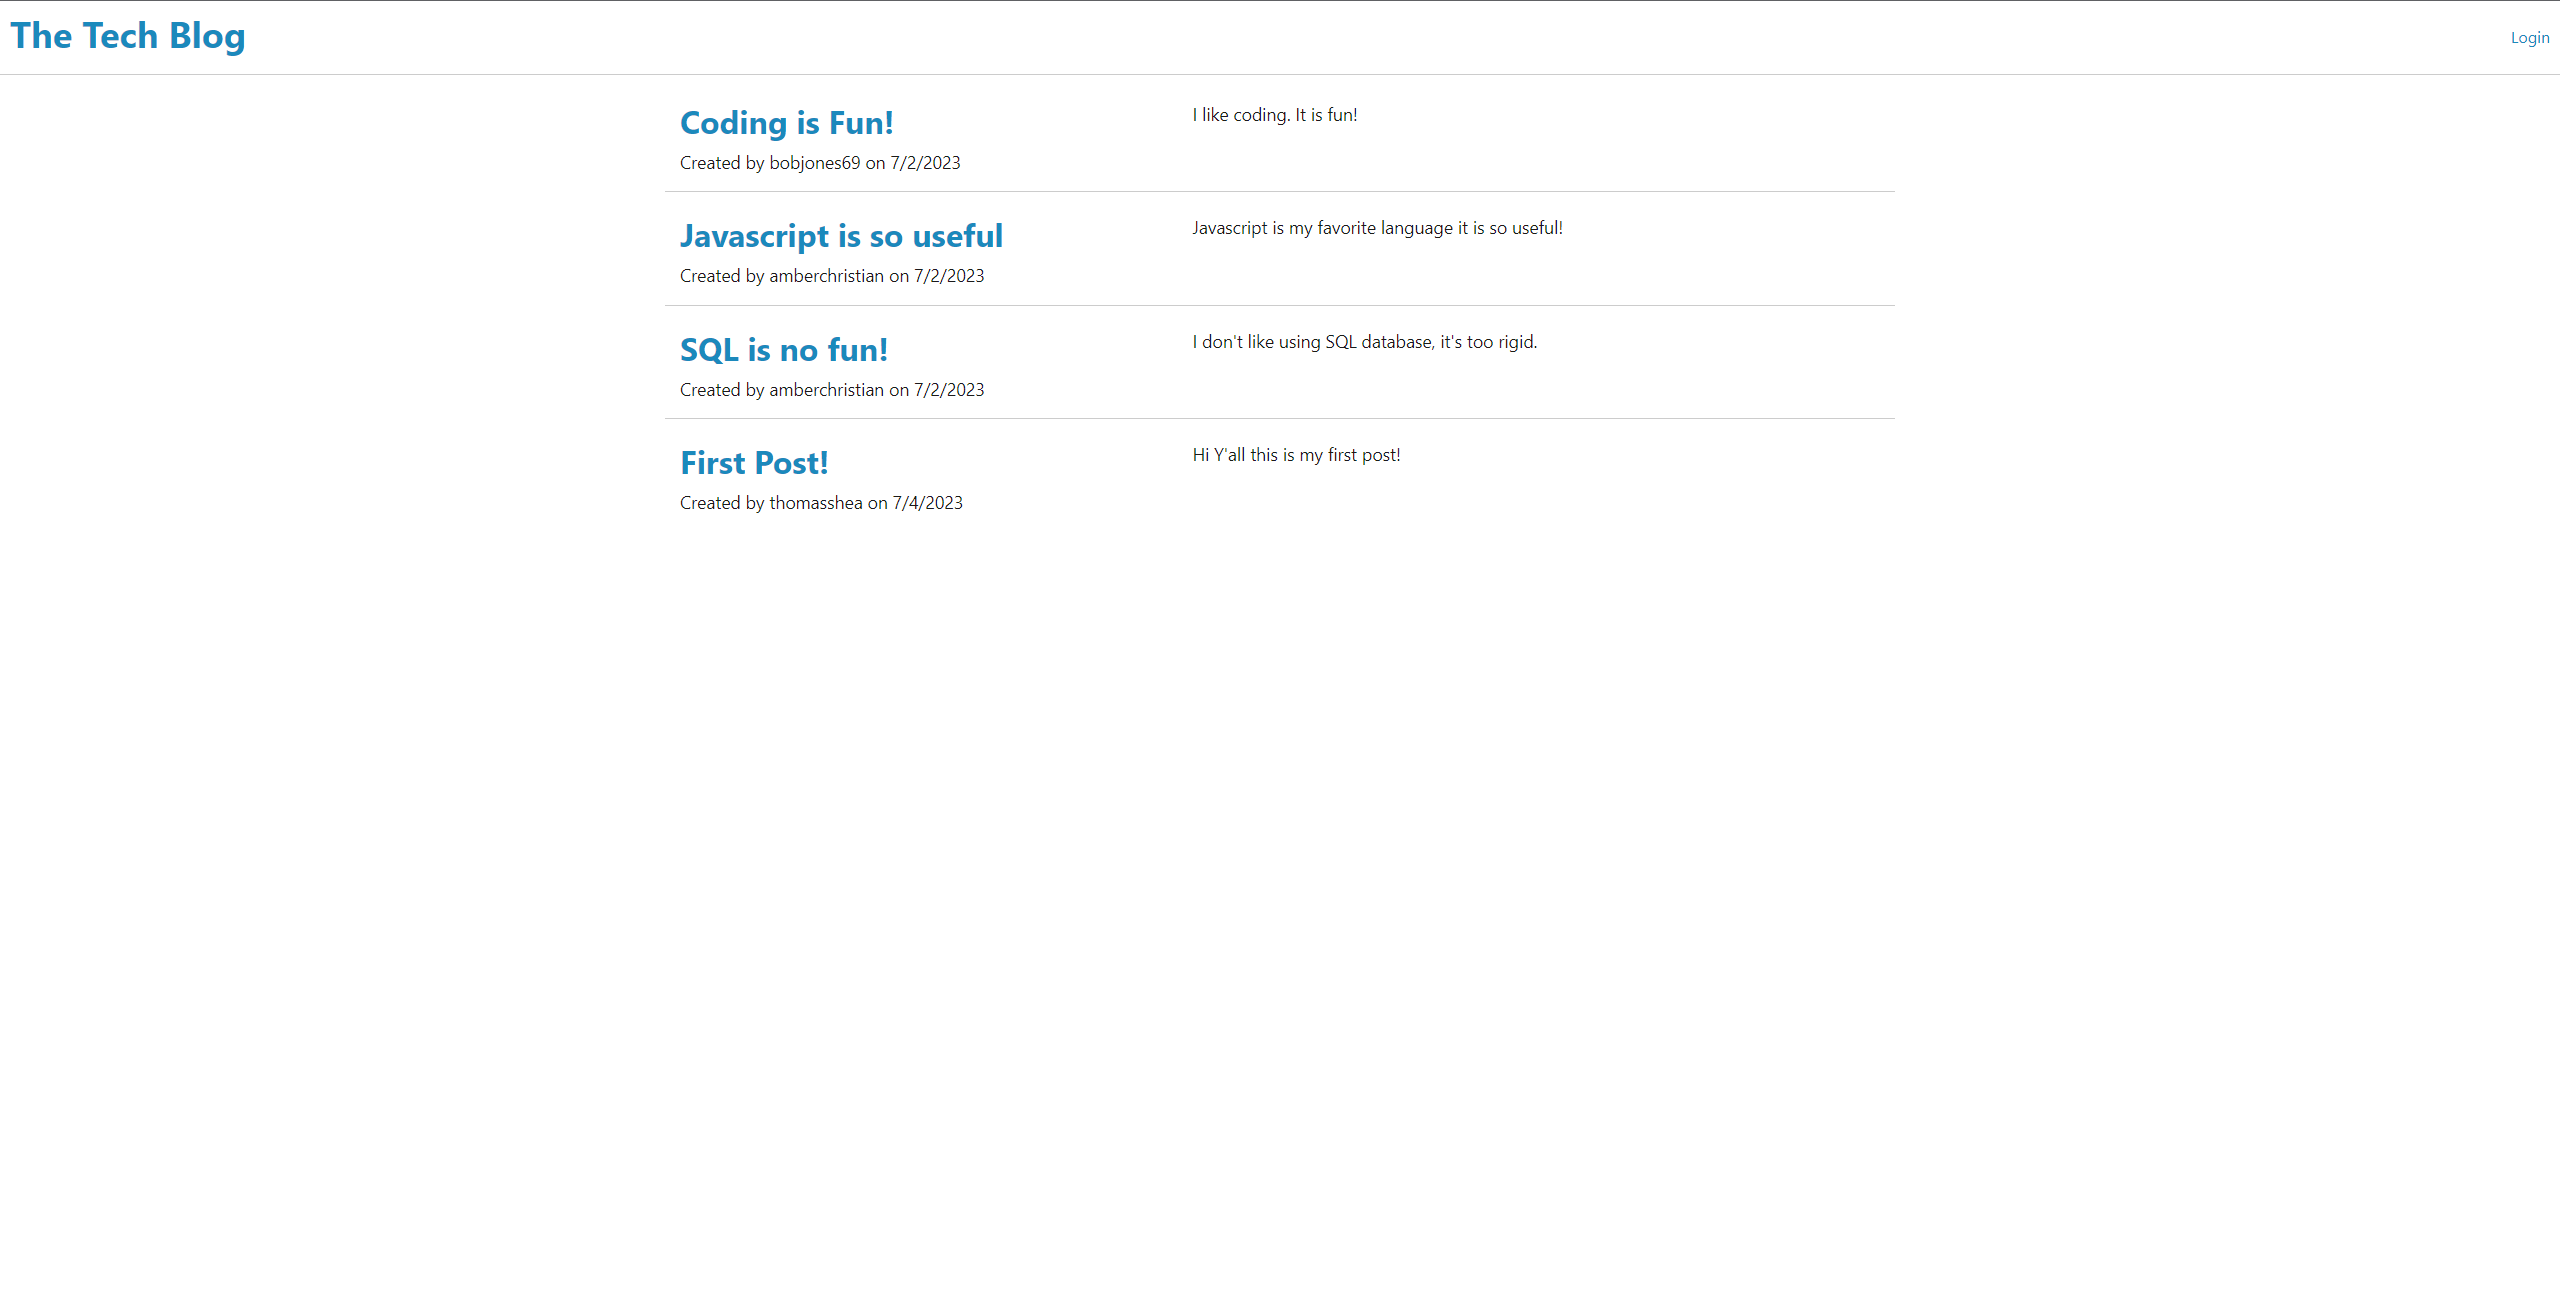 The Tech Blog
Login
Coding is Fun!
I like coding. It is fun!
Created by bobjones69 on 7/2/2023
Javascript is so useful
Javascript is my favorite language it is so useful!
Created by amberchristian on 7/2/2023
SQL is no fun!
I don't like using SQL database, it's too rigid.
Created by amberchristian on 7/2/2023
First Post!
Hi Y'all this is my first post!
Created by thomasshea on 7/4/2023